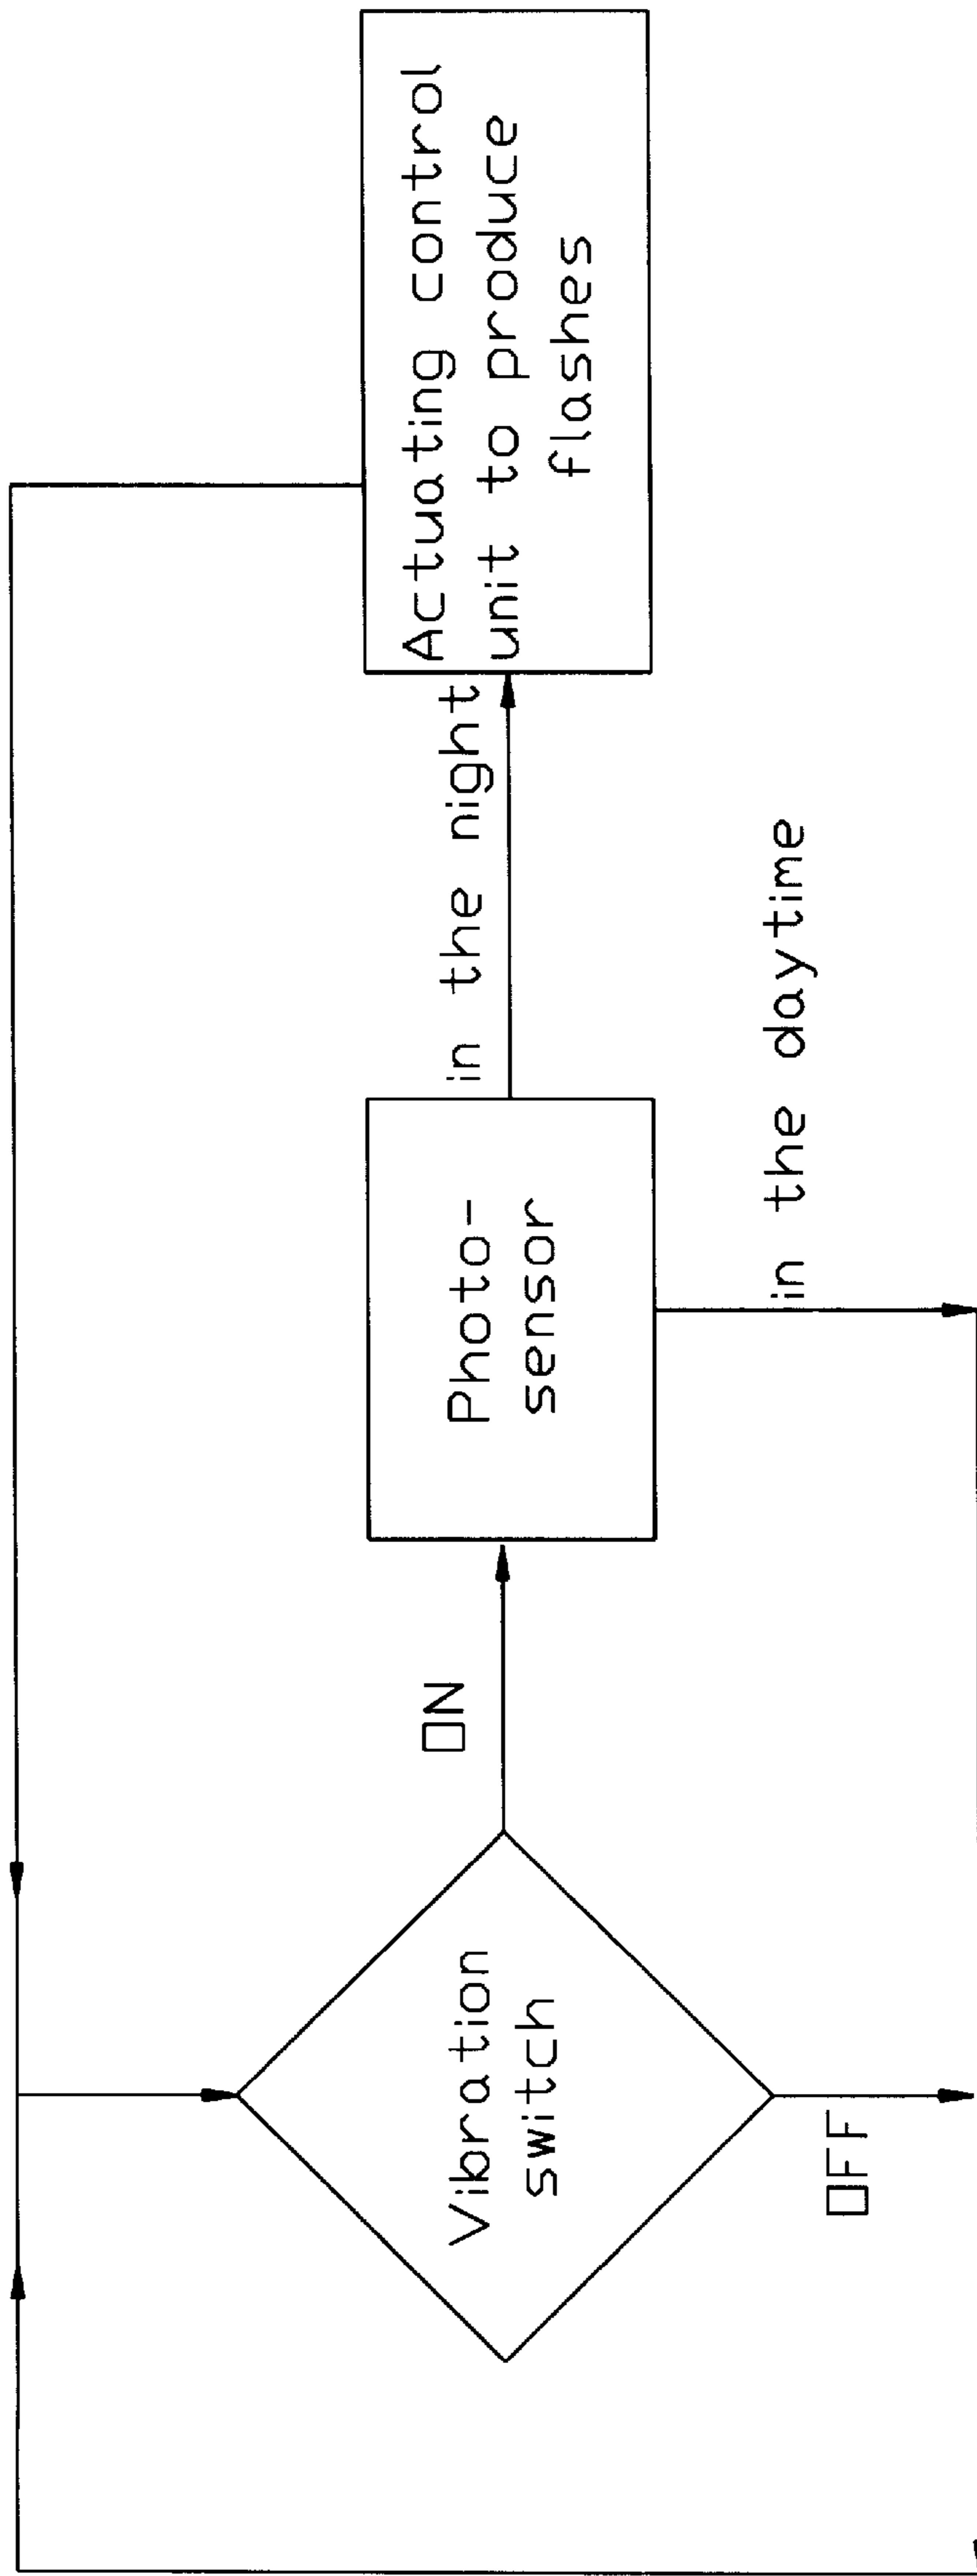 Vibration
switch
ON
OFF
Photo-
sensor
in the night
in the daytime
Actuating control
unit to produce
flashes